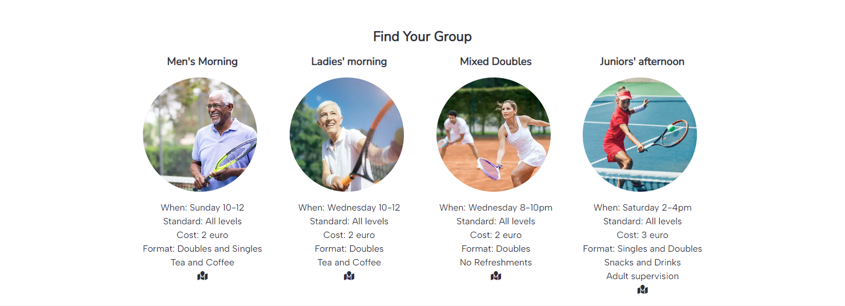 Find Your Group
Men's Morning
When: Sunday 10-12
Standard: All levels
Cost: 2 euro
Format: Doubles and Singles
Tea and Coffee
Ladies' morning
When: Wednesday 10-12
Standard: All levels
Cost: 2 euro
Format: Doubles
Tea and Coffee
Mixed Doubles
When: Wednesday 8-10pm
Standard: All levels
Cost: 2 euro
Format: Doubles
No Refreshments
Juniors' afternoon
When: Saturday 2-4pm
Standard: All levels
Cost: 3 euro
Format: Singles and Doubles
Snacks and Drinks
Adult supervision